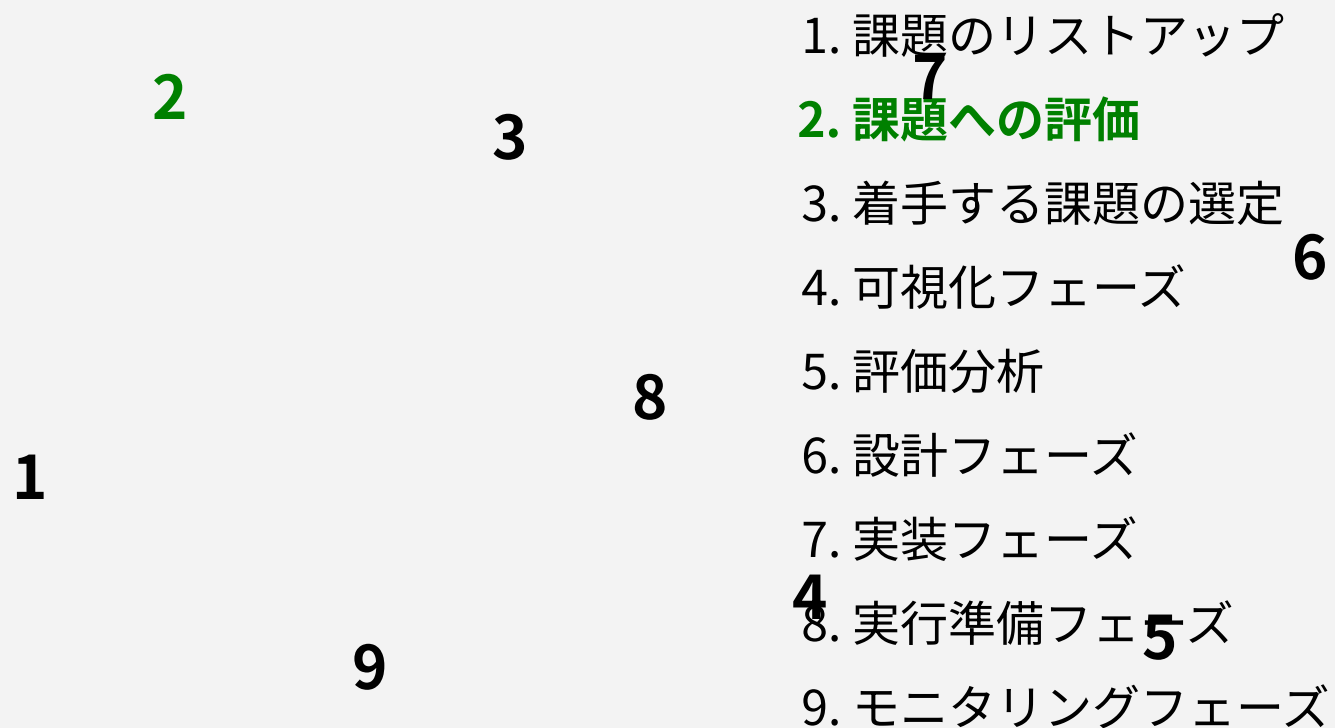 1. 課題のリストアップ
7
2
2. 課題への評価
3
3. 着手する課題の選定
6
4. 可視化フェーズ
5. 評価分析
8
6. 設計フェーズ
1
7. 実装フェーズ
4
8. 実行準備フェーズ
5
9
9. モニタリングフェーズ